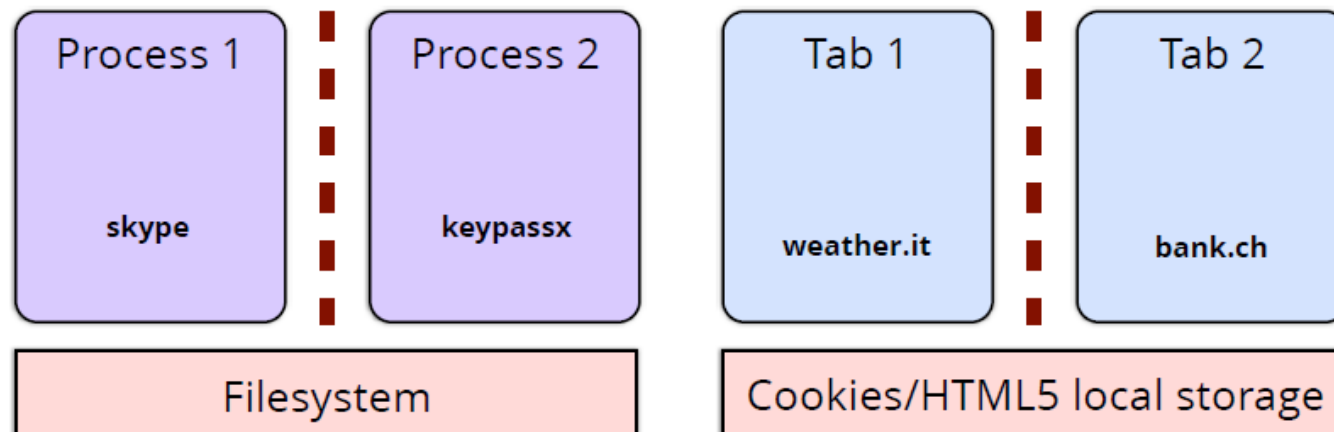 Process 1
skype
Process 2
keypassx
Filesystem
Tab 1
weather.it
Tab 2
bank.ch
Cookies/HTML5 local storage